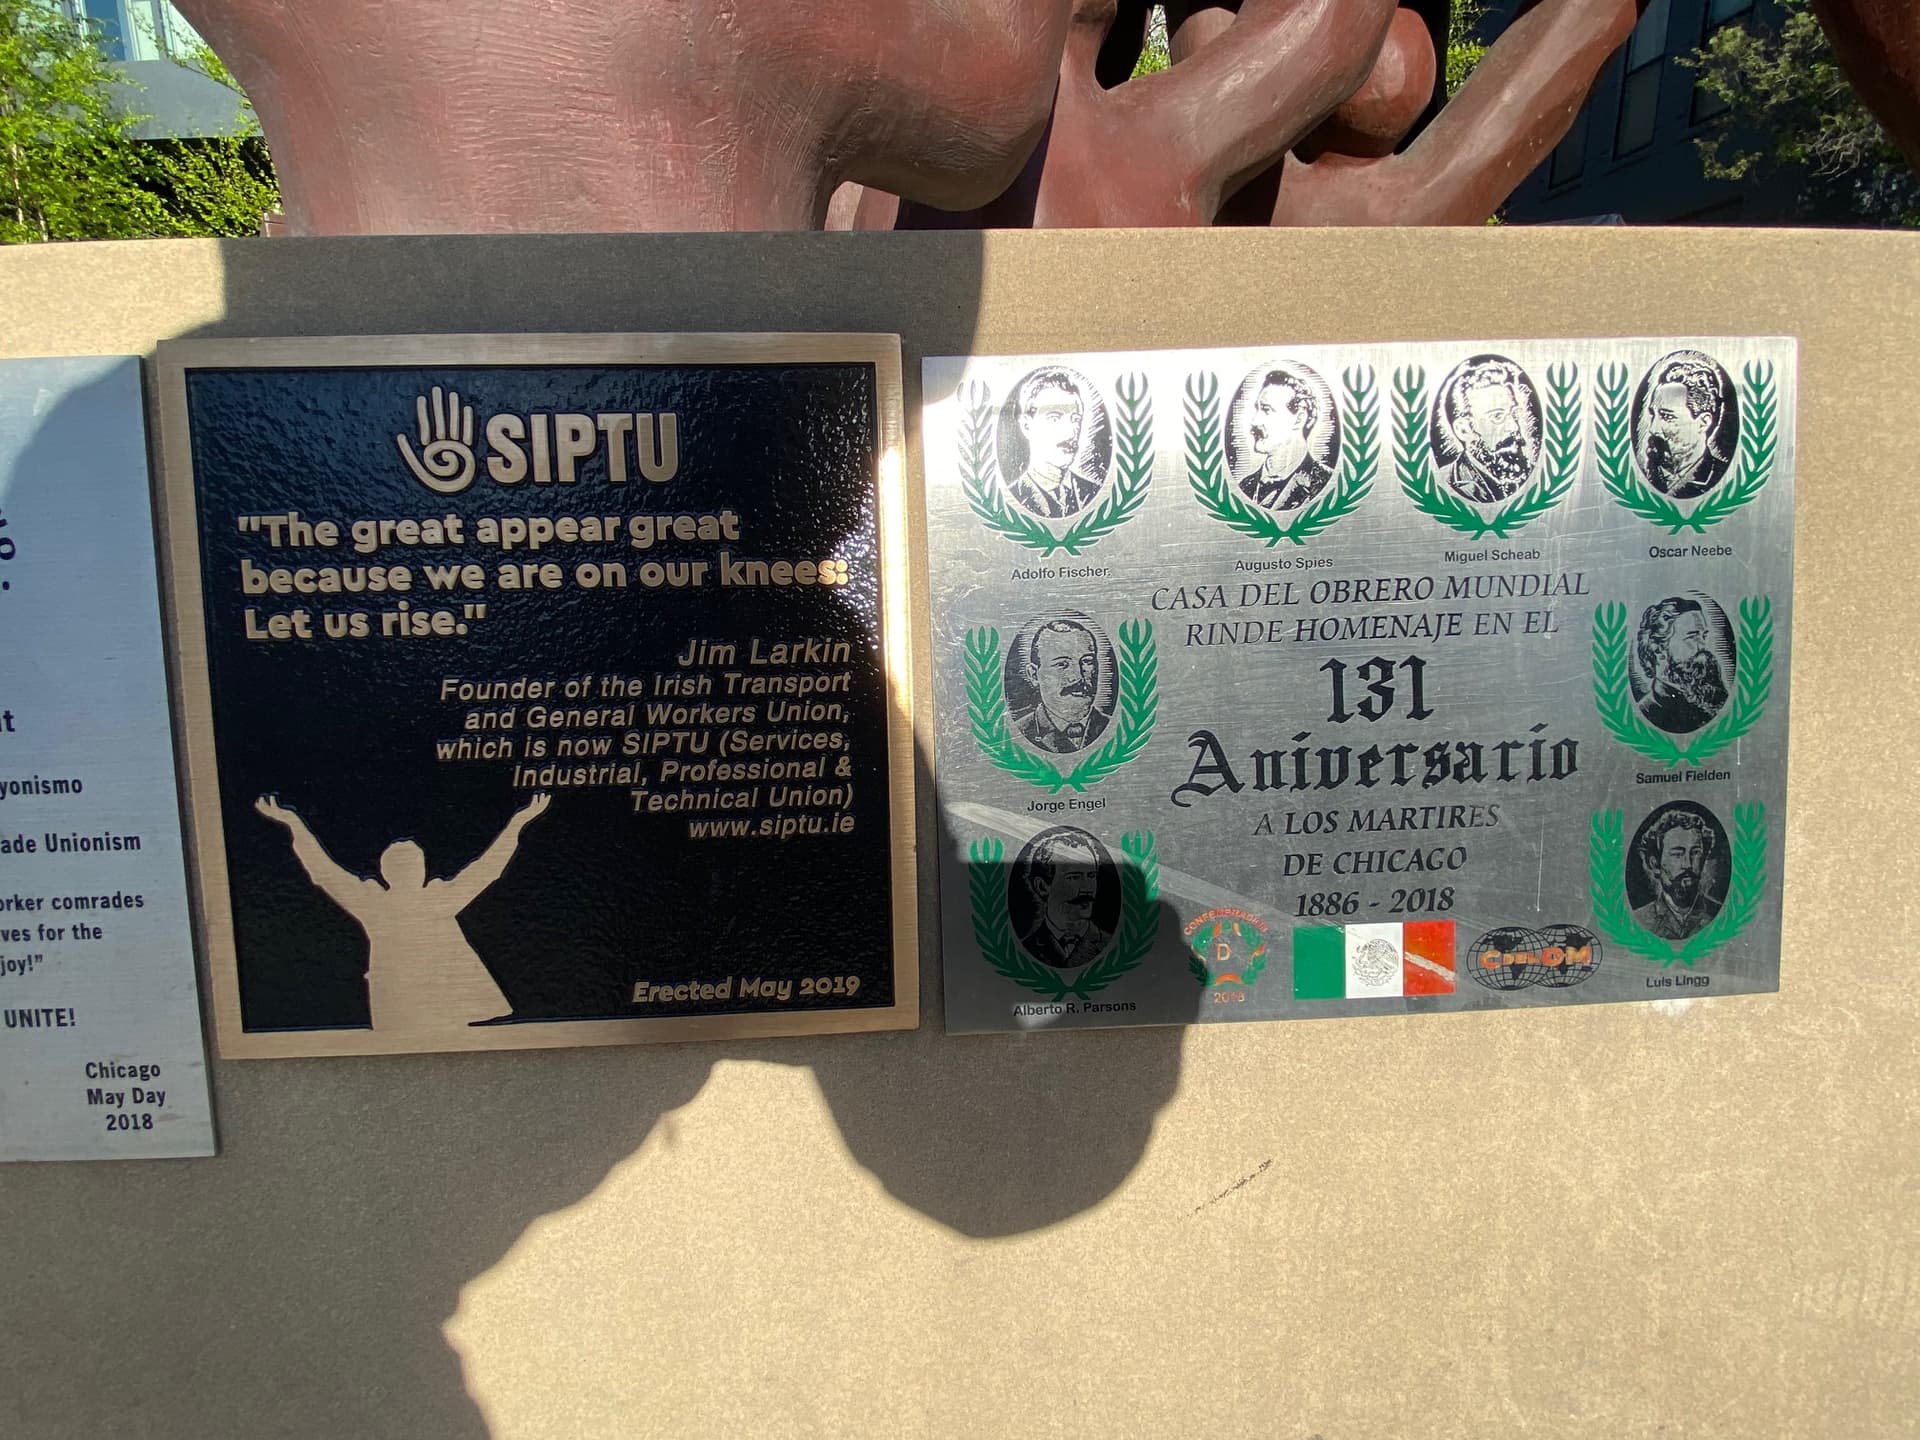 t
yonismo
ade Unionism
orker comrades
ves for the
joy!”
UNITE!
Chicago
May Day
2018
SIPTU
"The great appear great
because we are on our knees:
Let us rise."
Jim Larkin
Founder of the Irish Transport
and General Workers Union,
which is now SIPTU (Services,
Industrial, Professional &
Technical Union)
www.siptu.ie
Erected May 2019
Adolfo Fischer.
Augusto Spies
Miguel Scheab
Oscar Neebe
CASA DEL OBRERO MUNDIAL
RINDE HOMENAJE EN EL
131
Aniversario
A LOS MARTIRES
DE CHICAGO
1886 - 2018
Jorge Engel
Samuel Fielden
Alberto R. Parsons
Luis Lingg
D
2018